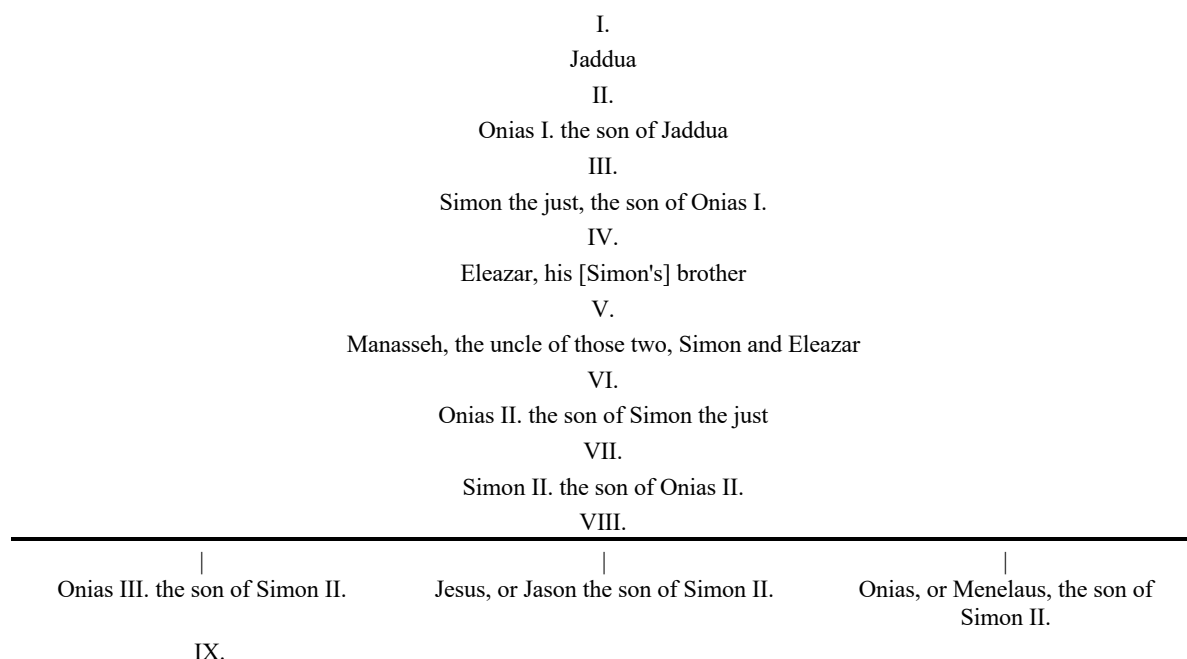 I.
Jaddua
II.
Onias I. the son of Jaddua
III.
Simon the just, the son of Onias I.
IV.
Eleazar, his [Simon's] brother
V.
Manasseh, the uncle of those two, Simon and Eleazar
VI.
Onias II. the son of Simon the just
VII.
Simon II. the son of Onias II.
VIII.
| | |
Onias III. the son of Simon II. Jesus, or Jason the son of Simon II. Onias, or Menelaus, the son of
Simon II.
IX.